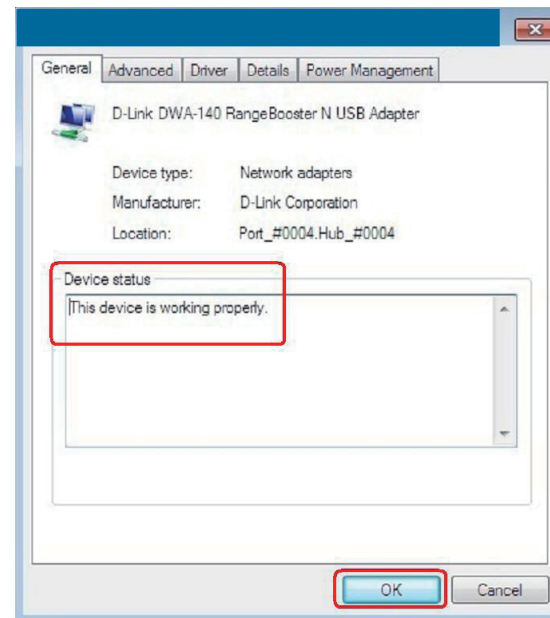 General Advanced Driver Details Power Management
D-Link DWA-140 RangeBooster N USB Adapter
Device type: Network adapters
Manufacturer: D-Link Corporation
Location: Port_#0004.Hub_#0004
Device status
This device is working properly.
OK Cancel